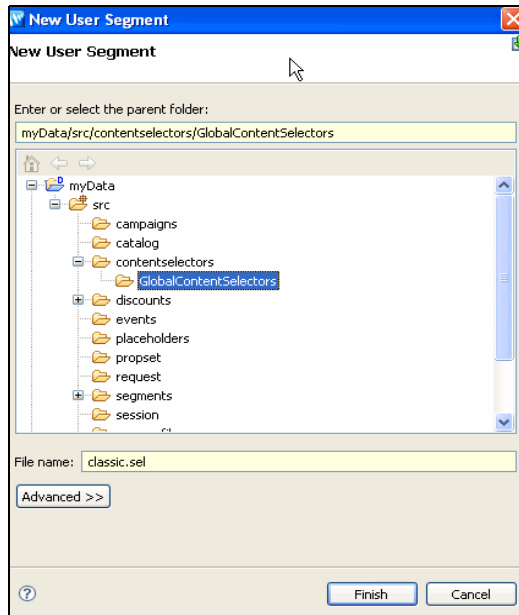 New User Segment
New User Segment
Enter or select the parent folder:
myData/src/contentselectors/GlobalContentSelectors
myData
src
campaigns
catalog
contentselectors
GlobalContentSelectors
discounts
events
placeholders
propset
request
segments
session
File name: classic.sel
Advanced >>
Finish Cancel